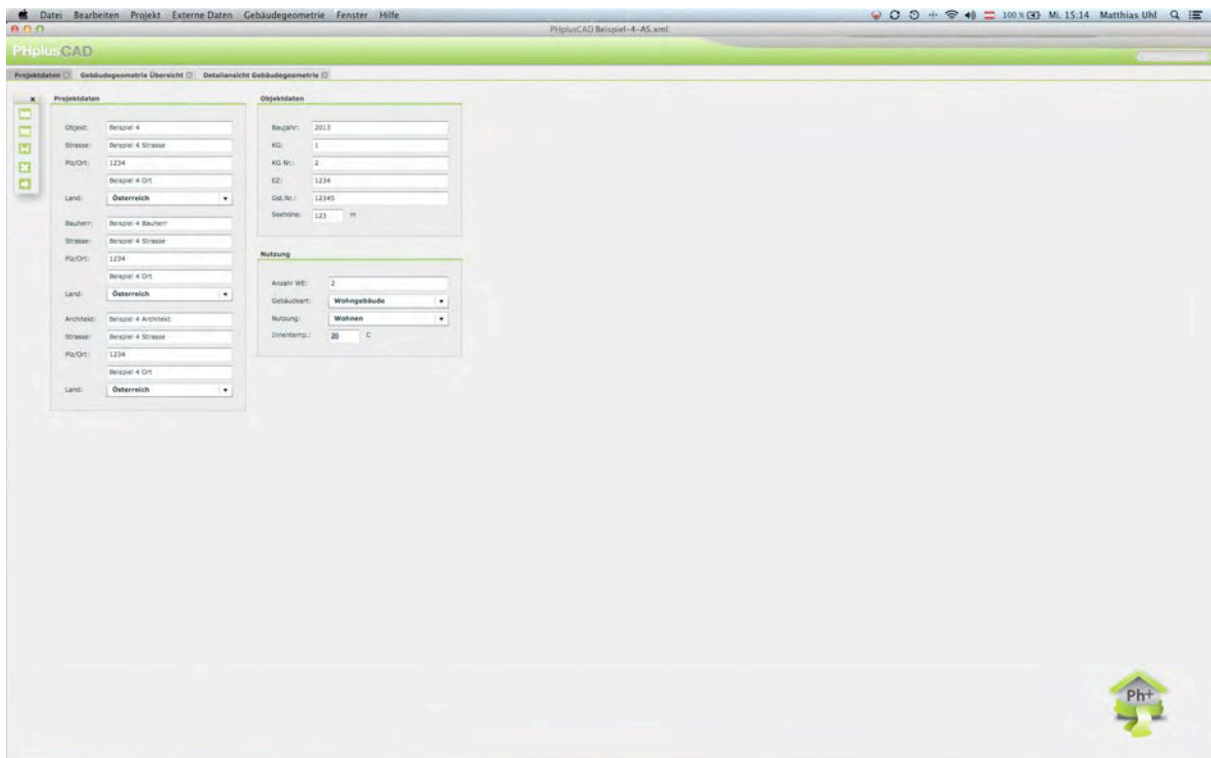 Datei Bearbeiten Projekt Externe Daten Gebäudegeometrie Fenster Hilfe 100 % Mi. 15:14 Matthias Uhl
PHplusCAD Beispiel-4-AS.xml
PHplusCAD
Projektdaten Gebäudegeometrie Übersicht Detailansicht Gebäudegeometrie
Projektdaten
Objekt: Beispiel 4
Strasse: Beispiel 4 Strasse
Plz/Ort: 1234
Beispiel 4 Ort
Land: Österreich
Bauherr: Beispiel 4 Bauherr
Strasse: Beispiel 4 Strasse
Plz/Ort: 1234
Beispiel 4 Ort
Land: Österreich
Architekt: Beispiel 4 Architekt
Strasse: Beispiel 4 Strasse
Plz/Ort: 1234
Beispiel 4 Ort
Land: Österreich
Objektdaten
Baujahr: 2013
KG: 1
KG Nr.: 2
EZ: 1234
Gst.Nr.: 12345
Seehöhe: 123 m
Nutzung
Anzahl WE: 2
Gebäudeart: Wohngebäude
Nutzung: Wohnen
Innentemp.: 20 C
Ph+